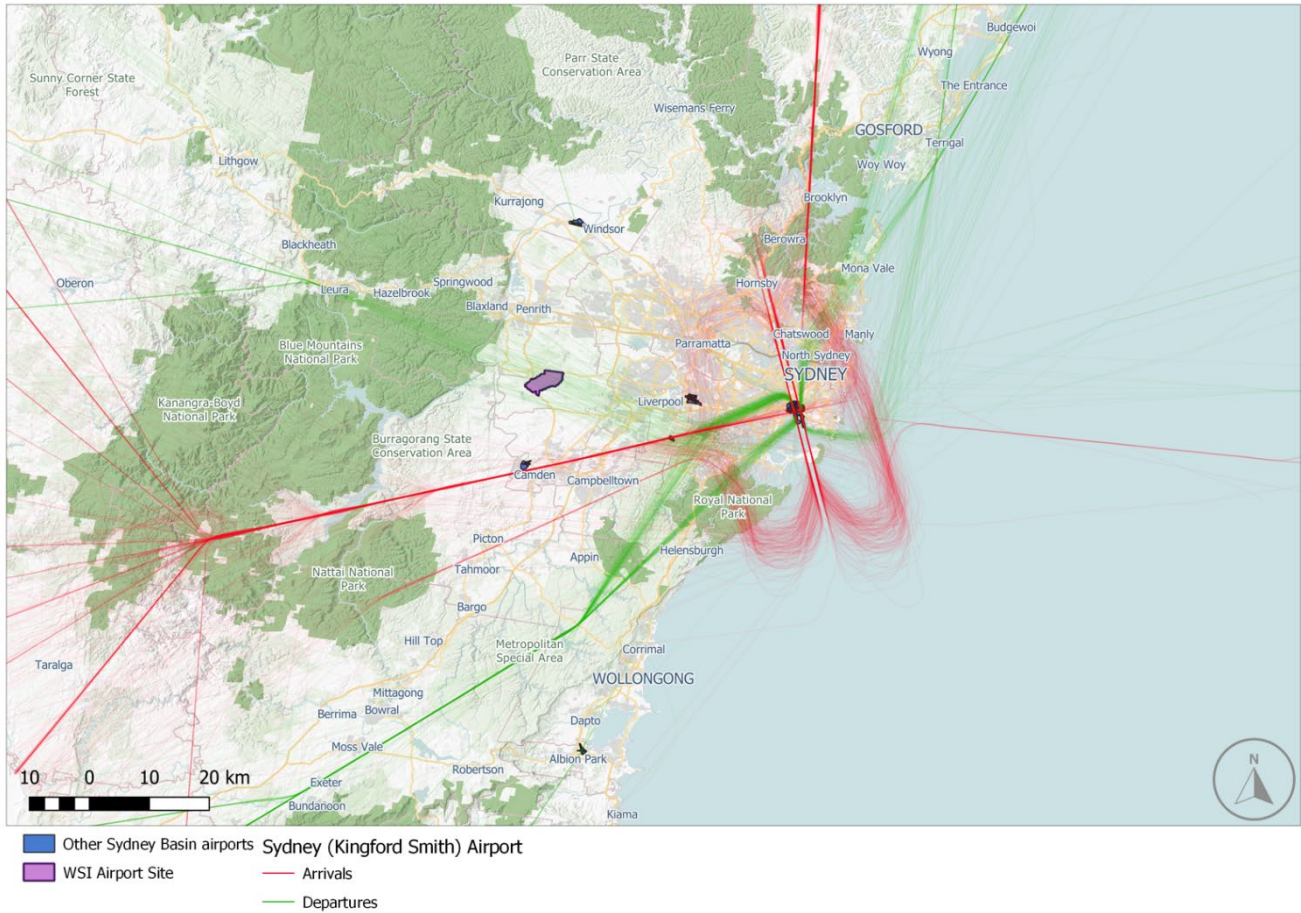 Budgewoi
Wyong
Parr State
Conservation Area
Sunny Corner State
Forest
The Entrance
Wisemans Ferry
GOSFORD
Terrigal
Lithgow
Woy Woy
Kurrajong
Brooklyn
Windsor
Berowra
Blackheath
Mona Vale
Oberon
Leura
Hazelbrook
Springwood
Hornsby
Blaxland
Penrith
Chatswood
Manly
Blue Mountains
National Park
Parramatta
North Sydney
SYDNEY
Kanangra-Boyd
National Park
Liverpool
Burragorang State
Conservation Area
Camden
Campbelltown
Royal National
Park
Picton
Appin
Helensburgh
Nattai National
Park
Tahmoor
Bargo
Hill Top
Metropolitan
Special Area
Corrimal
Taralga
WOLLONGONG
Mittagong
Berrima
Bowral
Dapto
Moss Vale
Albion Park
Robertson
Exeter
Bundanoon
Kiama
10 0 10 20 km
N
Other Sydney Basin airports
WSI Airport Site
Sydney (Kingford Smith) Airport
Arrivals
Departures